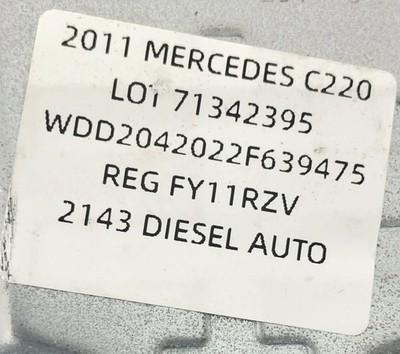 2011 MERCEDES C220
LOT 71342395
WDD2042022F639475
REG FY11RZV
2143 DIESEL AUTO